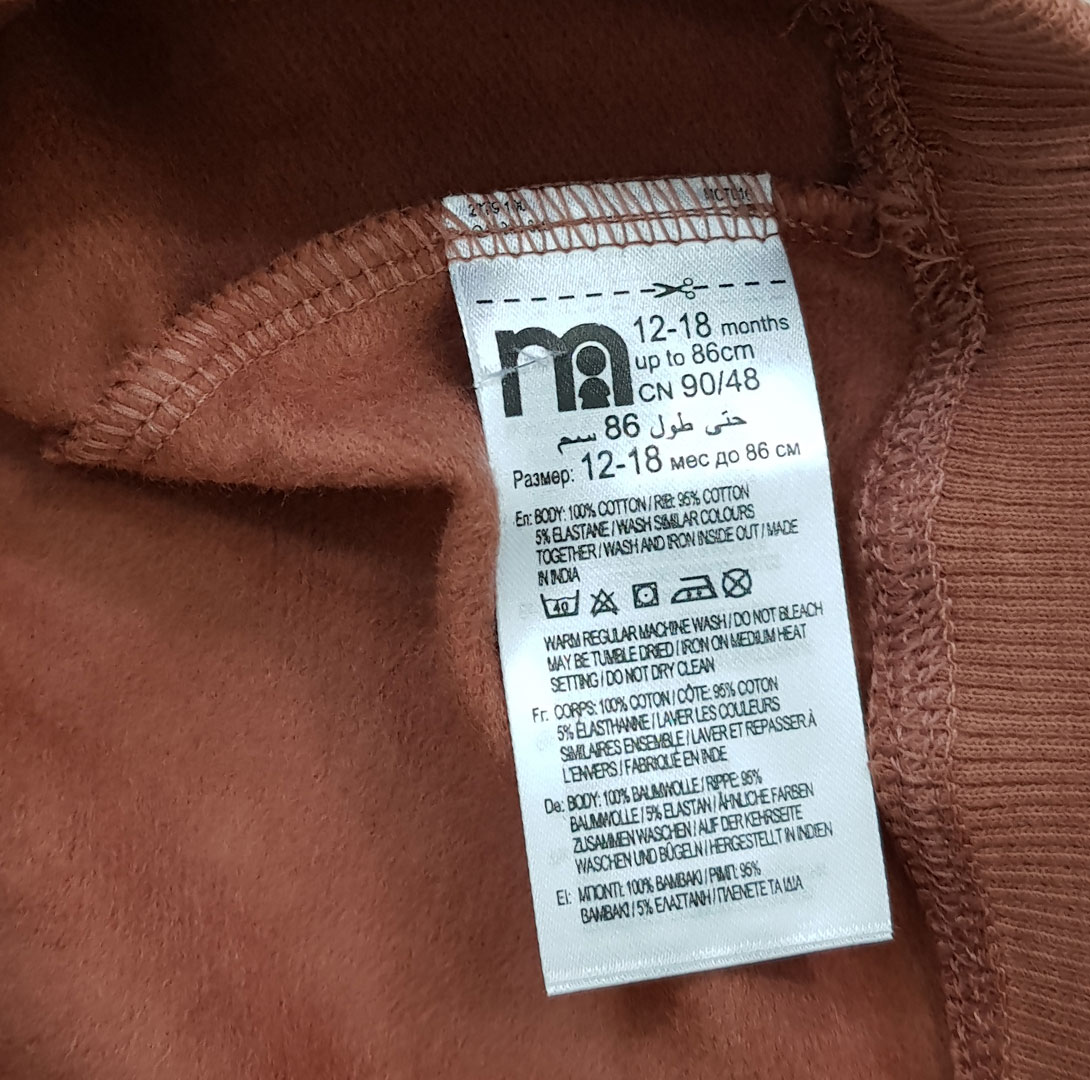 12-18 months
up to 86cm
CN 90/48
حتى طول 86 سم
Размер: 12-18 мес до 86 см
En: BODY: 100% COTTON / RIB: 95% COTTON
5% ELASTANE / WASH SIMILAR COLOURS
TOGETHER / WASH AND IRON INSIDE OUT / MADE
IN INDIA
40
WARM REGULAR MACHINE WASH / DO NOT BLEACH
MAY BE TUMBLE DRIED / IRON ON MEDIUM HEAT
SETTING / DO NOT DRY CLEAN
Fr: CORPS: 100% COTON / CÔTE: 95% COTON
5% ÉLASTHANNE / LAVER LES COULEURS
SIMILAIRES ENSEMBLE / LAVER ET REPASSER À
L'ENVERS / FABRIQUÉ EN INDE
De: BODY: 100% BAUMWOLLE / RIPPE: 95%
BAUMWOLLE / 5% ELASTAN / ÄHNLICHE FARBEN
ZUSAMMEN WASCHEN / AUF DER KEHRSEITE
WASCHEN UND BÜGELN / HERGESTELLT IN INDIEN
El: ΜΠΟΝΤΙ: 100% ΒΑΜΒΑΚΙ / ΡΙΜΠ: 95%
ΒΑΜΒΑΚΙ / 5% ΕΛΑΣΤΑΝΗ / ΠΛΕΝΕΤΕ ΤΑ ΙΔΙΑ